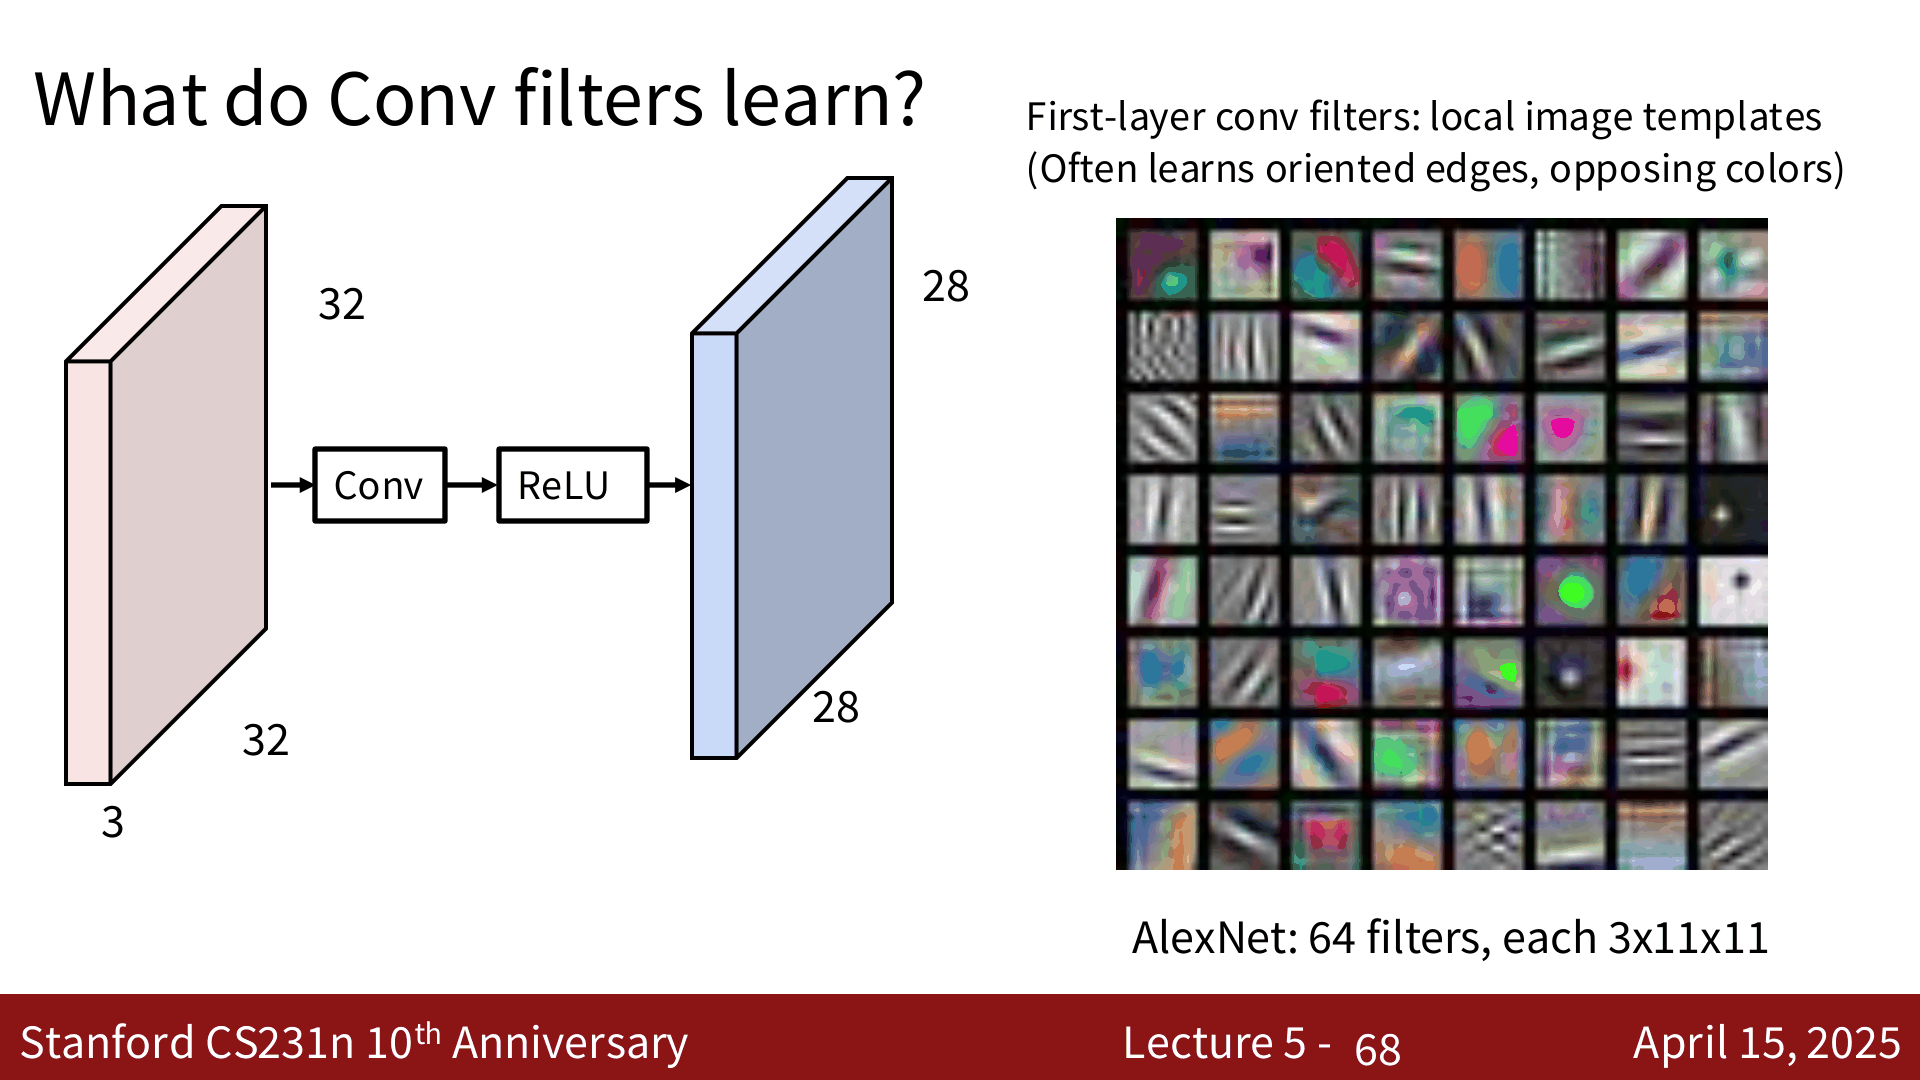 What do Conv filters learn?
First-layer conv filters: local image templates
(Often learns oriented edges, opposing colors)
32
32
3
Conv
ReLU
28
28
AlexNet: 64 filters, each 3x11x11
Stanford CS231n 10th Anniversary
Lecture 5 - 68
April 15, 2025